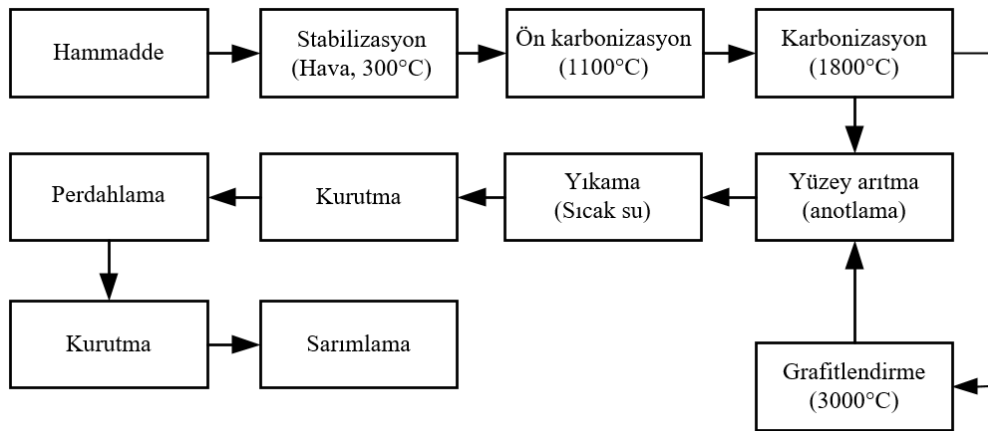 Hammadde
Stabilizasyon
(Hava, 300°C)
Ön karbonizasyon
(1100°C)
Karbonizasyon
(1800°C)
Perdahlama
Kurutma
Yıkama
(Sıcak su)
Yüzey arıtma
(anotlama)
Kurutma
Sarımlama
Grafitlendirme
(3000°C)